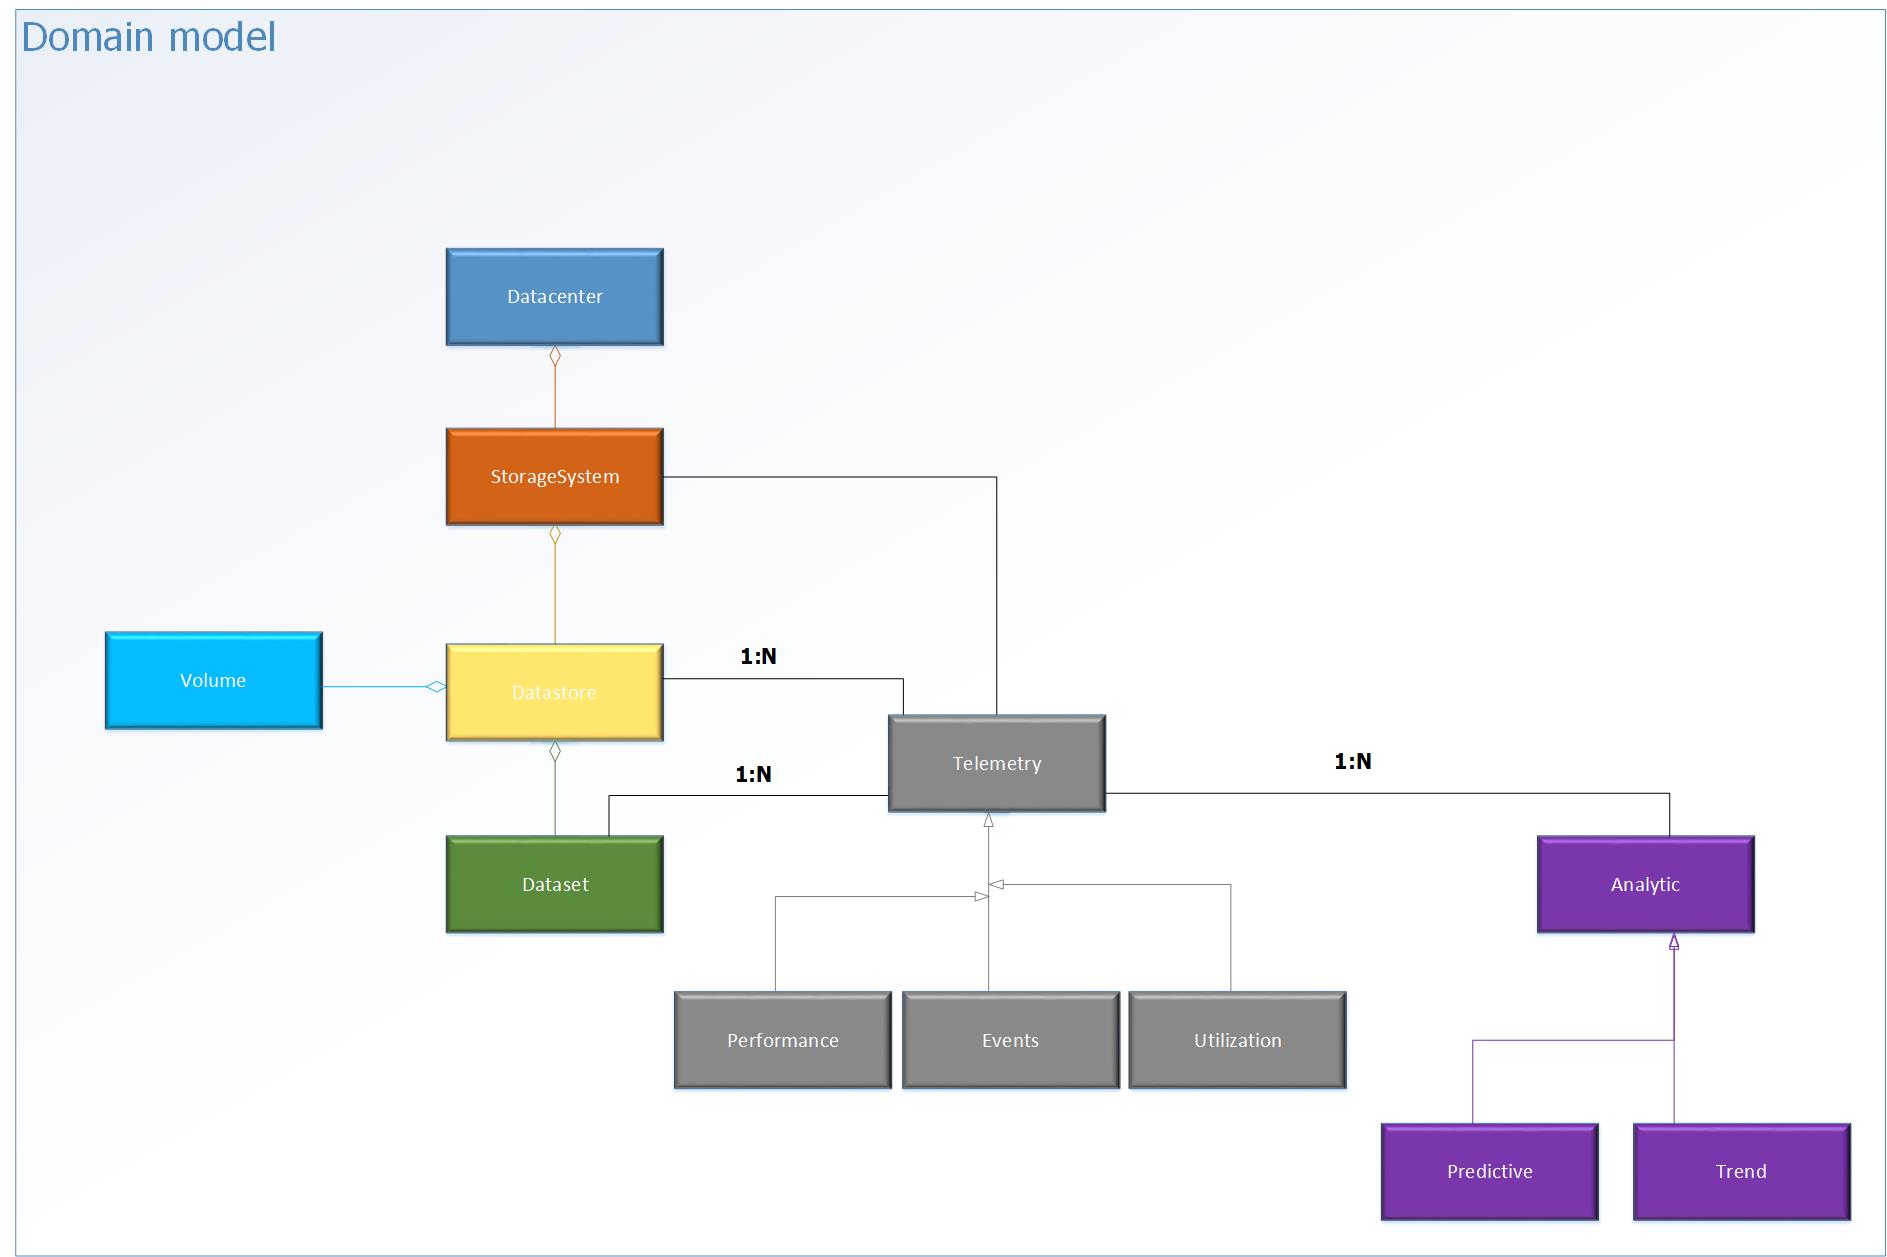 Domain model
Datacenter
StorageSystem
1:N
Volume
Datastore
Telemetry
1:N
1:N
Dataset
Analytic
Performance
Events
Utilization
Predictive
Trend